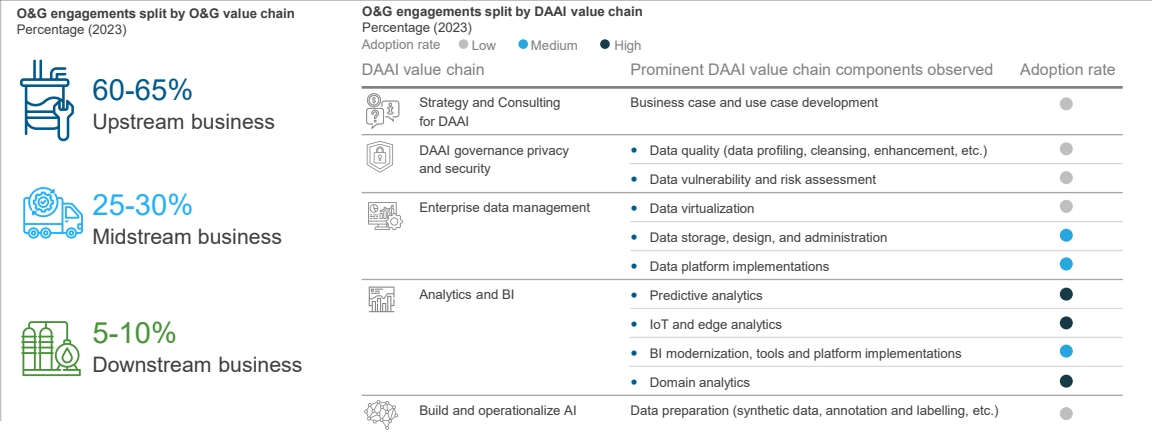 O&G engagements split by O&G value chain
Percentage (2023)
60-65%
Upstream business
25-30%
Midstream business
5-10%
Downstream business
O&G engagements split by DAAI value chain
Percentage (2023)
Adoption rate Low Medium High
DAAI value chain Prominent DAAI value chain components observed Adoption rate
Strategy and Consulting
for DAAI
Business case and use case development
DAAI governance privacy
and security
• Data quality (data profiling, cleansing, enhancement, etc.)
• Data vulnerability and risk assessment
Enterprise data management
• Data virtualization
• Data storage, design, and administration
• Data platform implementations
Analytics and BI
• Predictive analytics
• IoT and edge analytics
• BI modernization, tools and platform implementations
• Domain analytics
Build and operationalize AI
Data preparation (synthetic data, annotation and labelling, etc.)